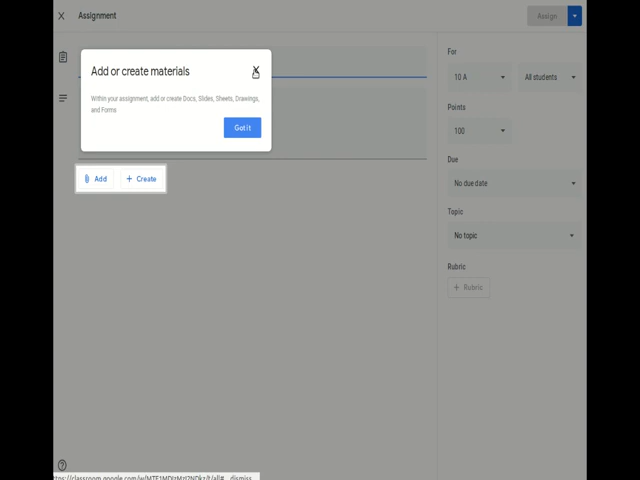 Assignment
Assign
Add or create materials
Within your assignment, add or create Docs, Slides, Sheets, Drawings,
and Forms
Got it
Add
Create
For
10 A
All students
Points
100
Due
No due date
Topic
No topic
Rubric
Rubric